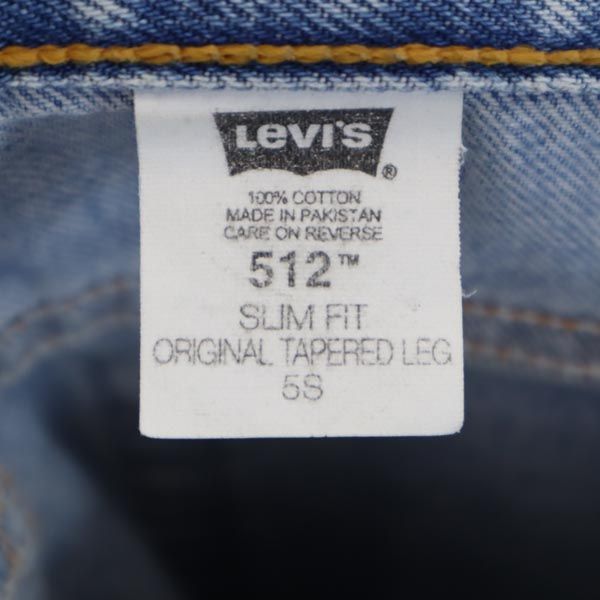 LEVI'S ®
100% COTTON
MADE IN PAKISTAN
CARE ON REVERSE
512™
SLIM FIT
ORIGINAL TAPERED LEG
5S